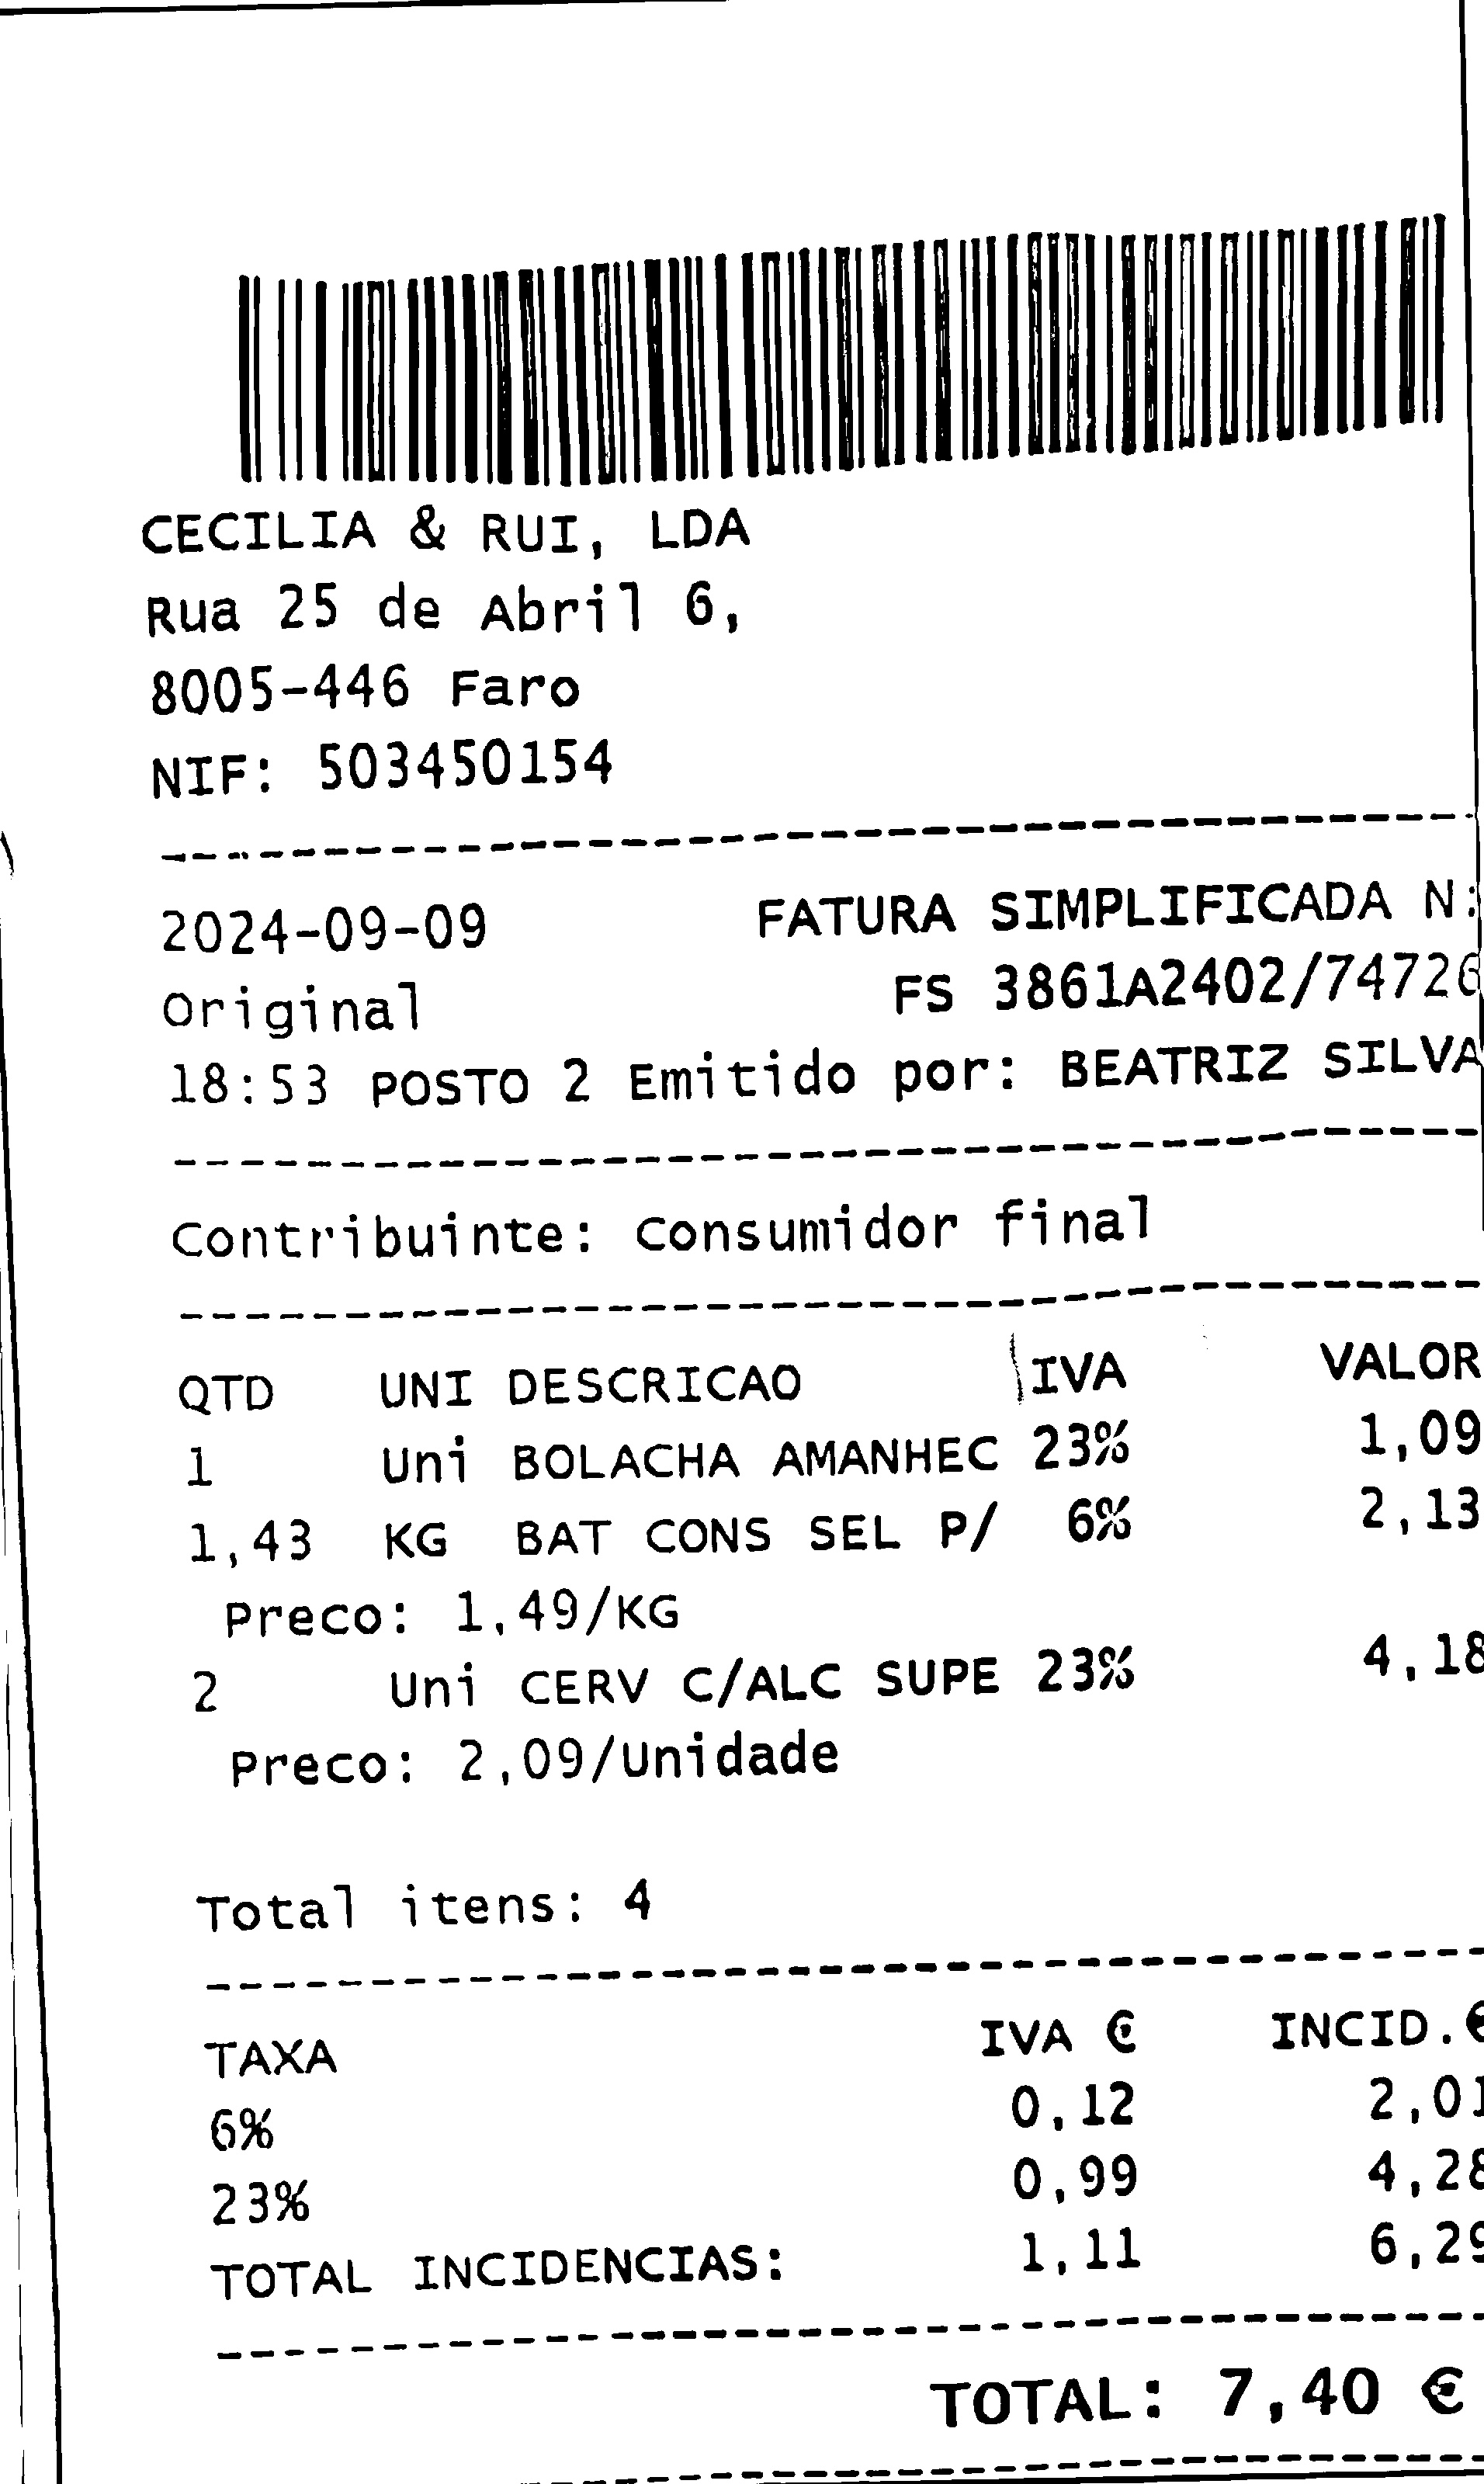 CECILIA & RUI, LDA
Rua 25 de Abril 6,
8005-446 Faro
NIF: 503450154
2024-09-09 FATURA SIMPLIFICADA N:
Original FS 3861A2402/74726
18:53 POSTO 2 Emitido por: BEATRIZ SILVA
Contribuinte: Consumidor final
QTD UNI DESCRICAO IVA VALOR
1 Uni BOLACHA AMANHEC 23% 1,09
1,43 KG BAT CONS SEL P/ 6% 2,13
Preco: 1,49/KG
2 Uni CERV C/ALC SUPE 23% 4,18
Preco: 2,09/Unidade
Total itens: 4
TAXA IVA € INCID.€
6% 0,12 2,01
23% 0,99 4,28
TOTAL INCIDENCIAS: 1,11 6,29
TOTAL: 7,40 €